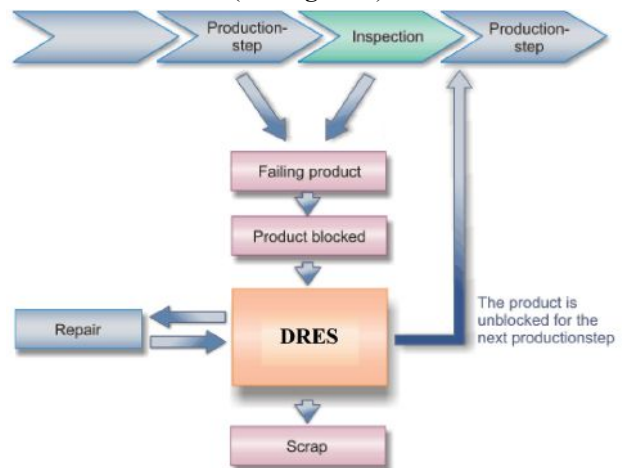 Production-
step
Inspection
Production-
step
Failing product
Product blocked
Repair
DRES
The product is
unblocked for the
next productionstep
Scrap